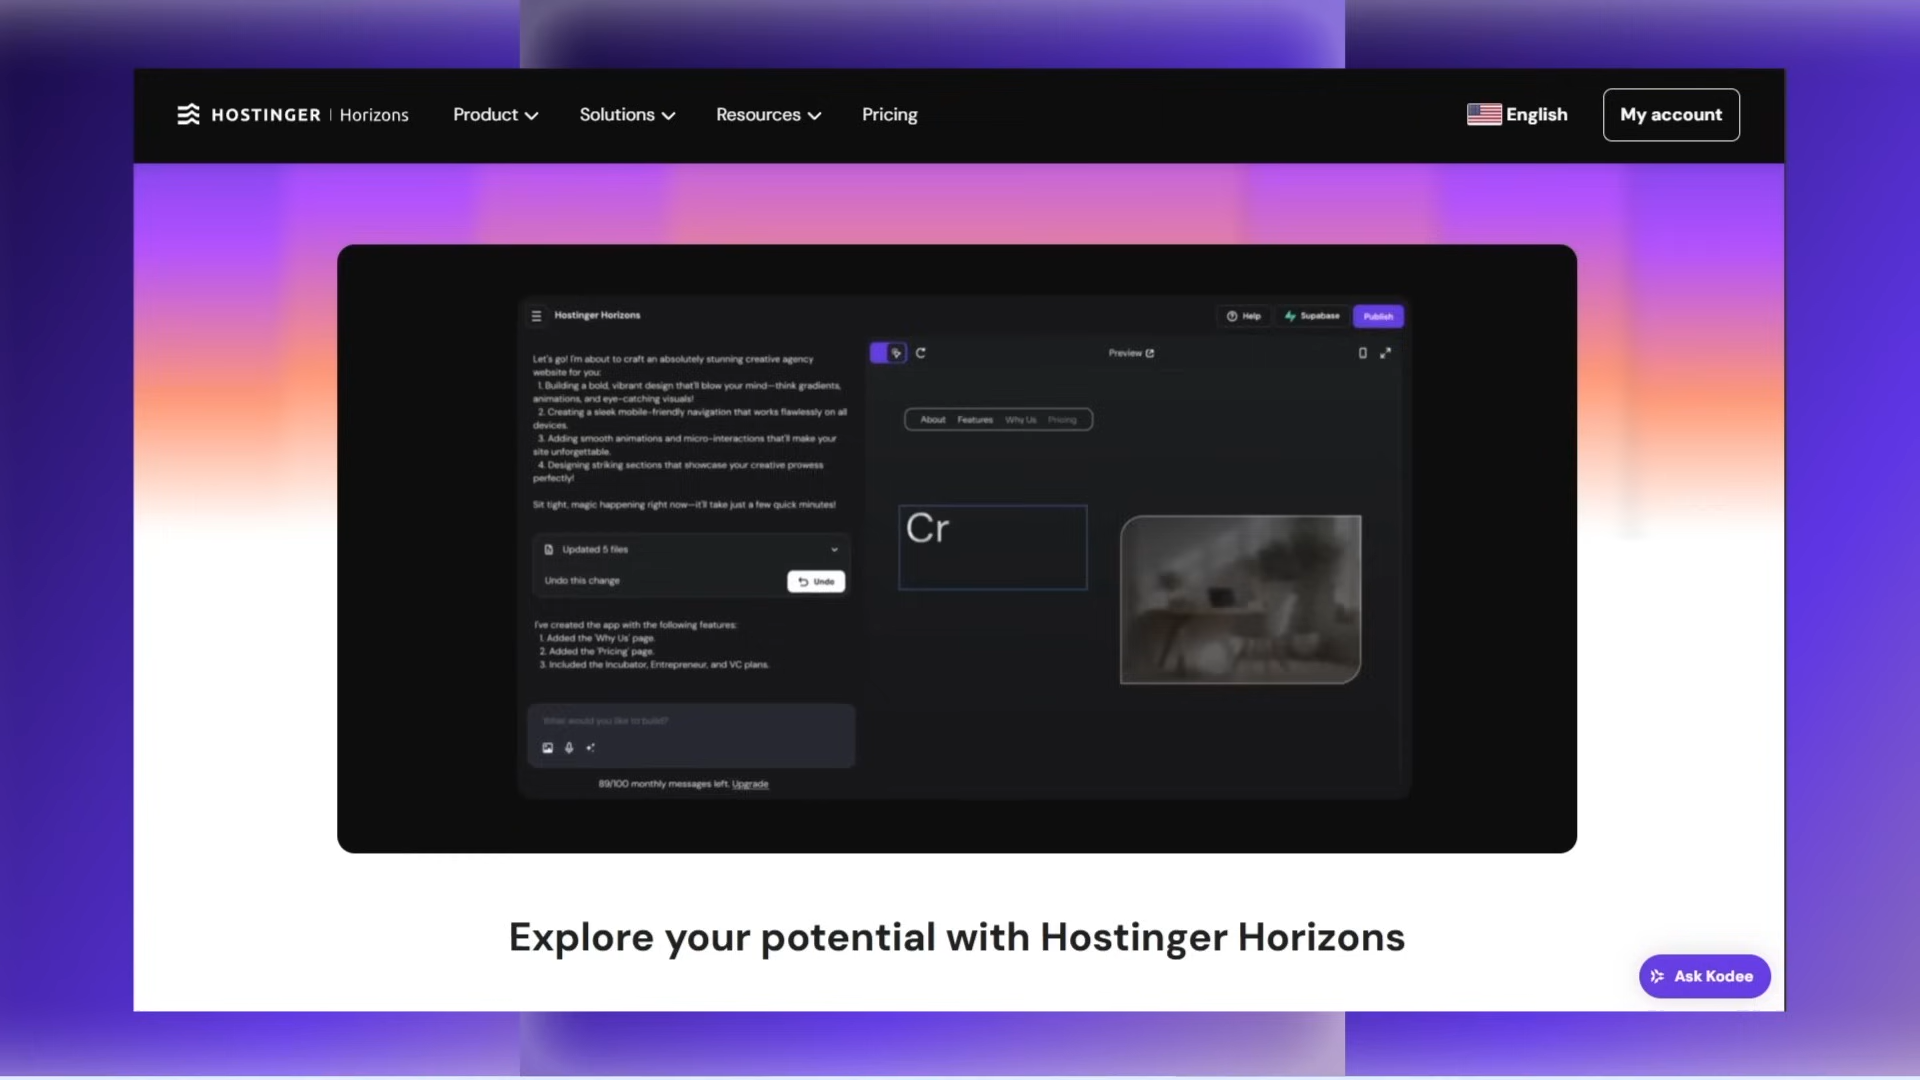 HOSTINGER | Horizons
Product
Solutions
Resources
Pricing
English
My account
Hostinger Horizons
Help
Supabase
Publish
Let's go! I'm about to craft an absolutely stunning creative agency
website for you:
1. Building a bold, vibrant design that'll blow your mind—think gradients,
animations, and eye-catching visuals!
2. Creating a sleek mobile-friendly navigation that works flawlessly on all
devices.
3. Adding smooth animations and micro-interactions that'll make your
site unforgettable.
4. Designing striking sections that showcase your creative prowess
perfectly!
Sit tight, magic happening right now—it'll take just a few quick minutes!
Updated 5 files
Undo this change
Undo
I've created the app with the following features:
1. Added the 'Why Us' page.
2. Added the 'Pricing' page.
3. Included the Incubator, Entrepreneur, and VC plans.
What would you like to build?
89/100 monthly messages left. Upgrade
Preview
About Features Why Us Pricing
Cr
Explore your potential with Hostinger Horizons
Ask Kodee